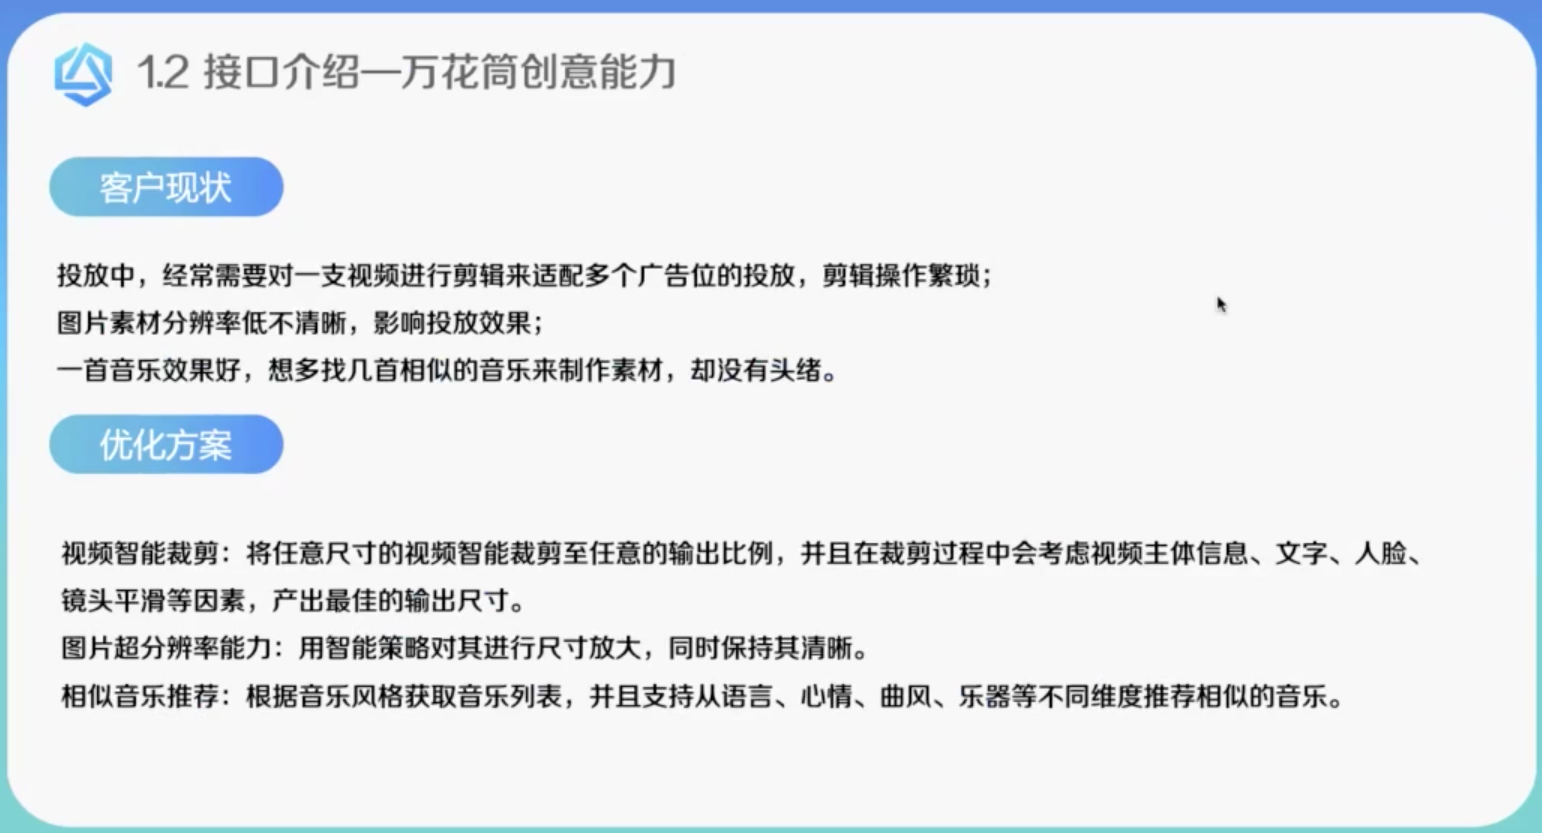 1.2 接口介绍—万花筒创意能力
客户现状
投放中，经常需要对一支视频进行剪辑来适配多个广告位的投放，剪辑操作繁琐；
图片素材分辨率低不清晰，影响投放效果；
一首音乐效果好，想多找几首相似的音乐来制作素材，却没有头绪。
优化方案
视频智能裁剪：将任意尺寸的视频智能裁剪至任意的输出比例，并且在裁剪过程中会考虑视频主体信息、文字、人脸、
镜头平滑等因素，产出最佳的输出尺寸。
图片超分辨率能力：用智能策略对其进行尺寸放大，同时保持其清晰。
相似音乐推荐：根据音乐风格获取音乐列表，并且支持从语言、心情、曲风、乐器等不同维度推荐相似的音乐。